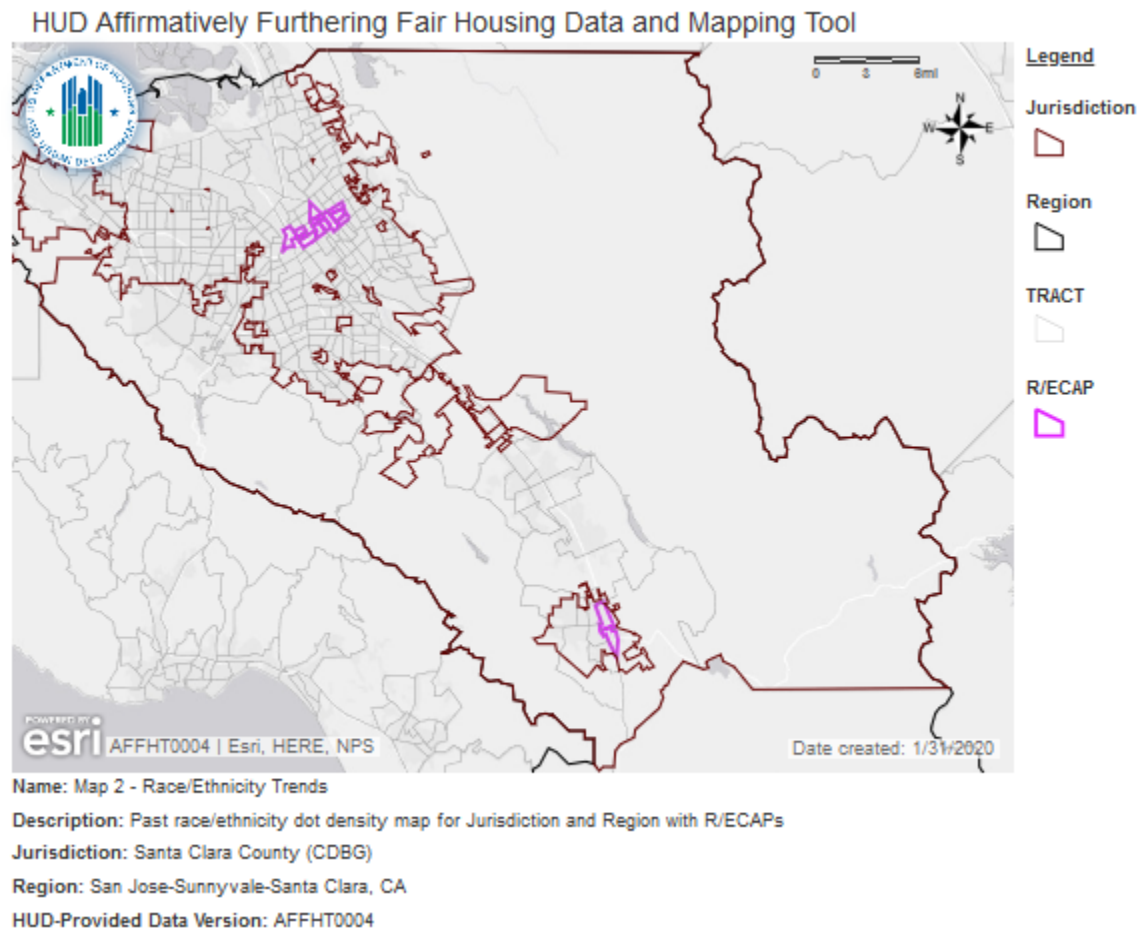 HUD Affirmatively Furthering Fair Housing Data and Mapping Tool
Legend
0 3 6mi
Jurisdiction
N
W E
S
Region
TRACT
R/ECAP
POWERED BY
esri
AFFHT0004 | Esri, HERE, NPS
Date created: 1/31/2020
Name: Map 2 - Race/Ethnicity Trends
Description: Past race/ethnicity dot density map for Jurisdiction and Region with R/ECAPs
Jurisdiction: Santa Clara County (CDBG)
Region: San Jose-Sunnyvale-Santa Clara, CA
HUD-Provided Data Version: AFFHT0004